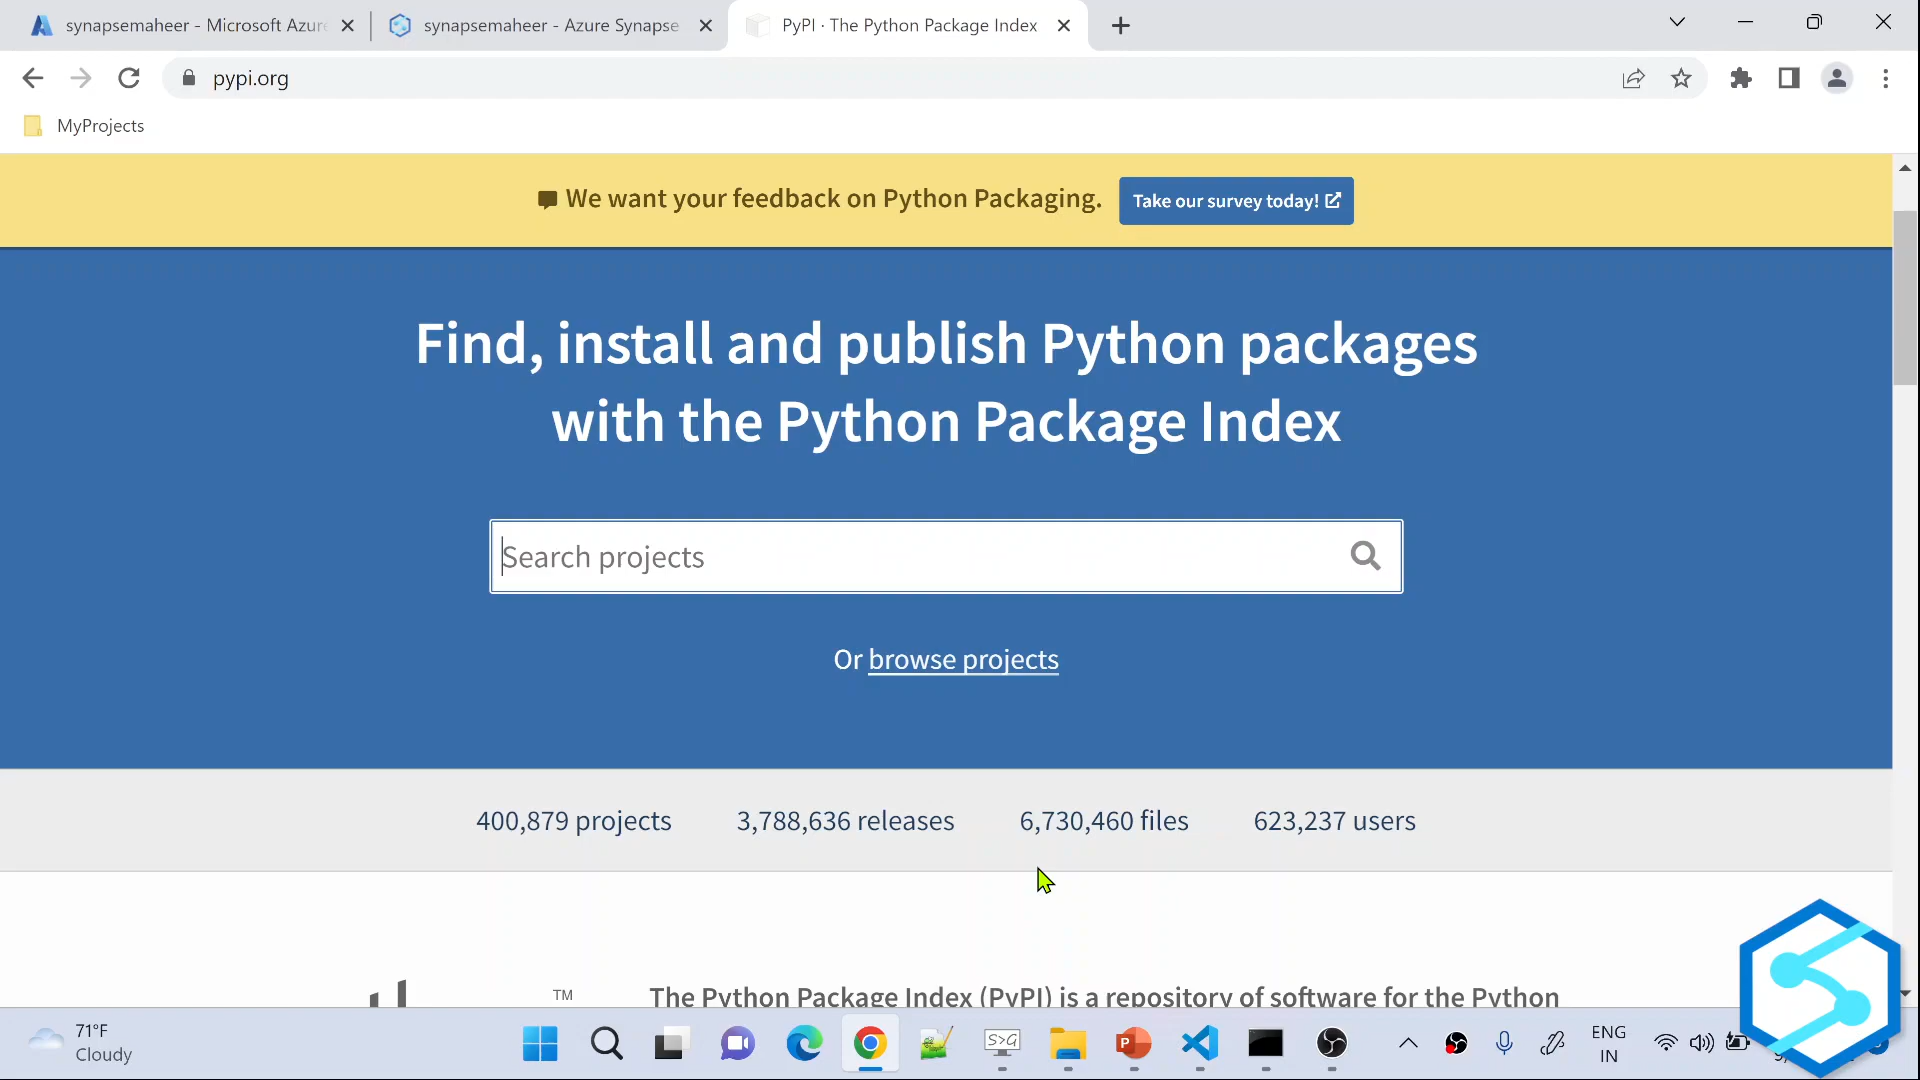 synapsemaheer - Microsoft Azur
synapsemaheer - Azure Synapse
PyPI · The Python Package Index
pypi.org
MyProjects
We want your feedback on Python Packaging.
Take our survey today!
Find, install and publish Python packages
with the Python Package Index
Search projects
Or browse projects
400,879 projects
3,788,636 releases
6,730,460 files
623,237 users
TM
The Python Package Index (PyPI) is a repository of software for the Python
71°F
Cloudy
S>G
P
ENG
IN